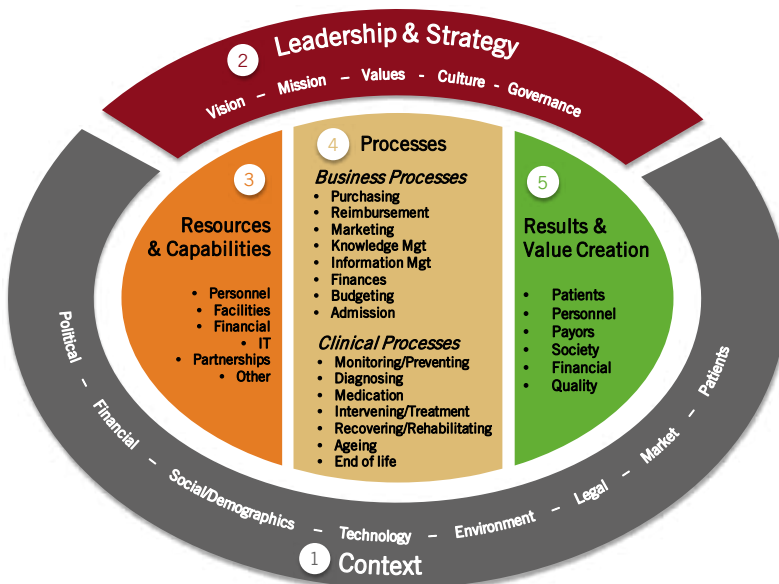 2 Leadership & Strategy
Vision – Mission – Values - Culture - Governance
3
Resources
& Capabilities
• Personnel
• Facilities
• Financial
• IT
• Partnerships
• Other
4 Processes
Business Processes
• Purchasing
• Reimbursement
• Marketing
• Knowledge Mgt
• Information Mgt
• Finances
• Budgeting
• Admission
Clinical Processes
• Monitoring/Preventing
• Diagnosing
• Medication
• Intervening/Treatment
• Recovering/Rehabilitating
• Ageing
• End of life
5
Results &
Value Creation
• Patients
• Personnel
• Payors
• Society
• Financial
• Quality
Political – Financial – Social/Demographics – Technology – Environment – Legal – Market – Patients
1 Context